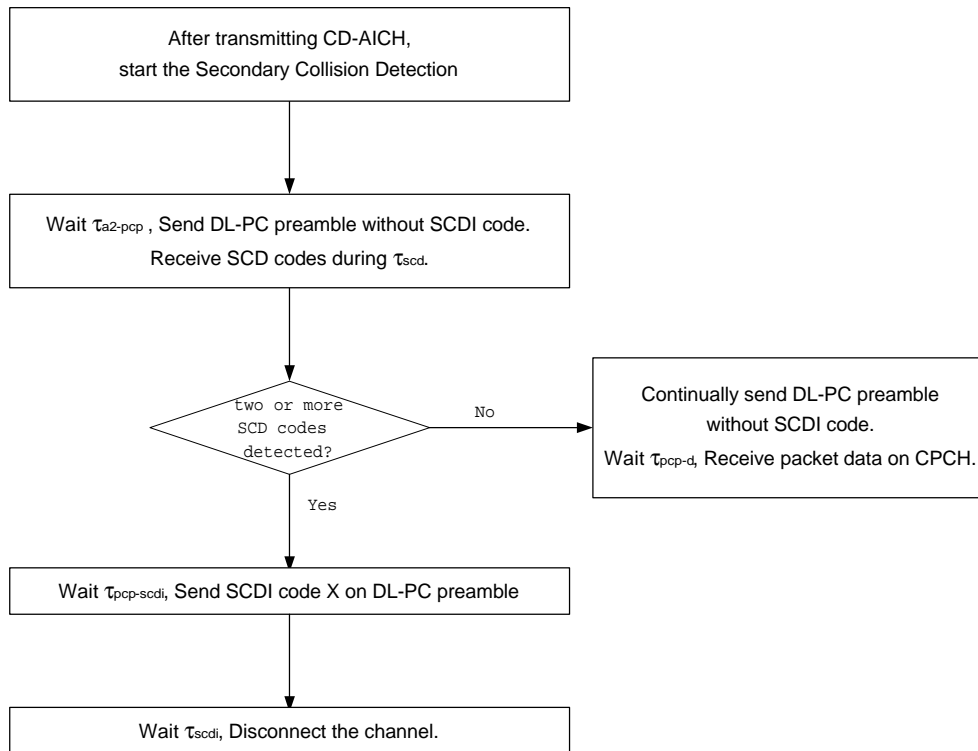 After transmitting CD-AICH,
start the Secondary Collision Detection
Wait τa2-pcp , Send DL-PC preamble without SCDI code.
Receive SCD codes during τscd.
two or more
SCD codes
detected?
No
Continually send DL-PC preamble
without SCDI code.
Wait τpcp-d, Receive packet data on CPCH.
Yes
Wait τpcp-scdi, Send SCDI code X on DL-PC preamble
Wait τscdi, Disconnect the channel.